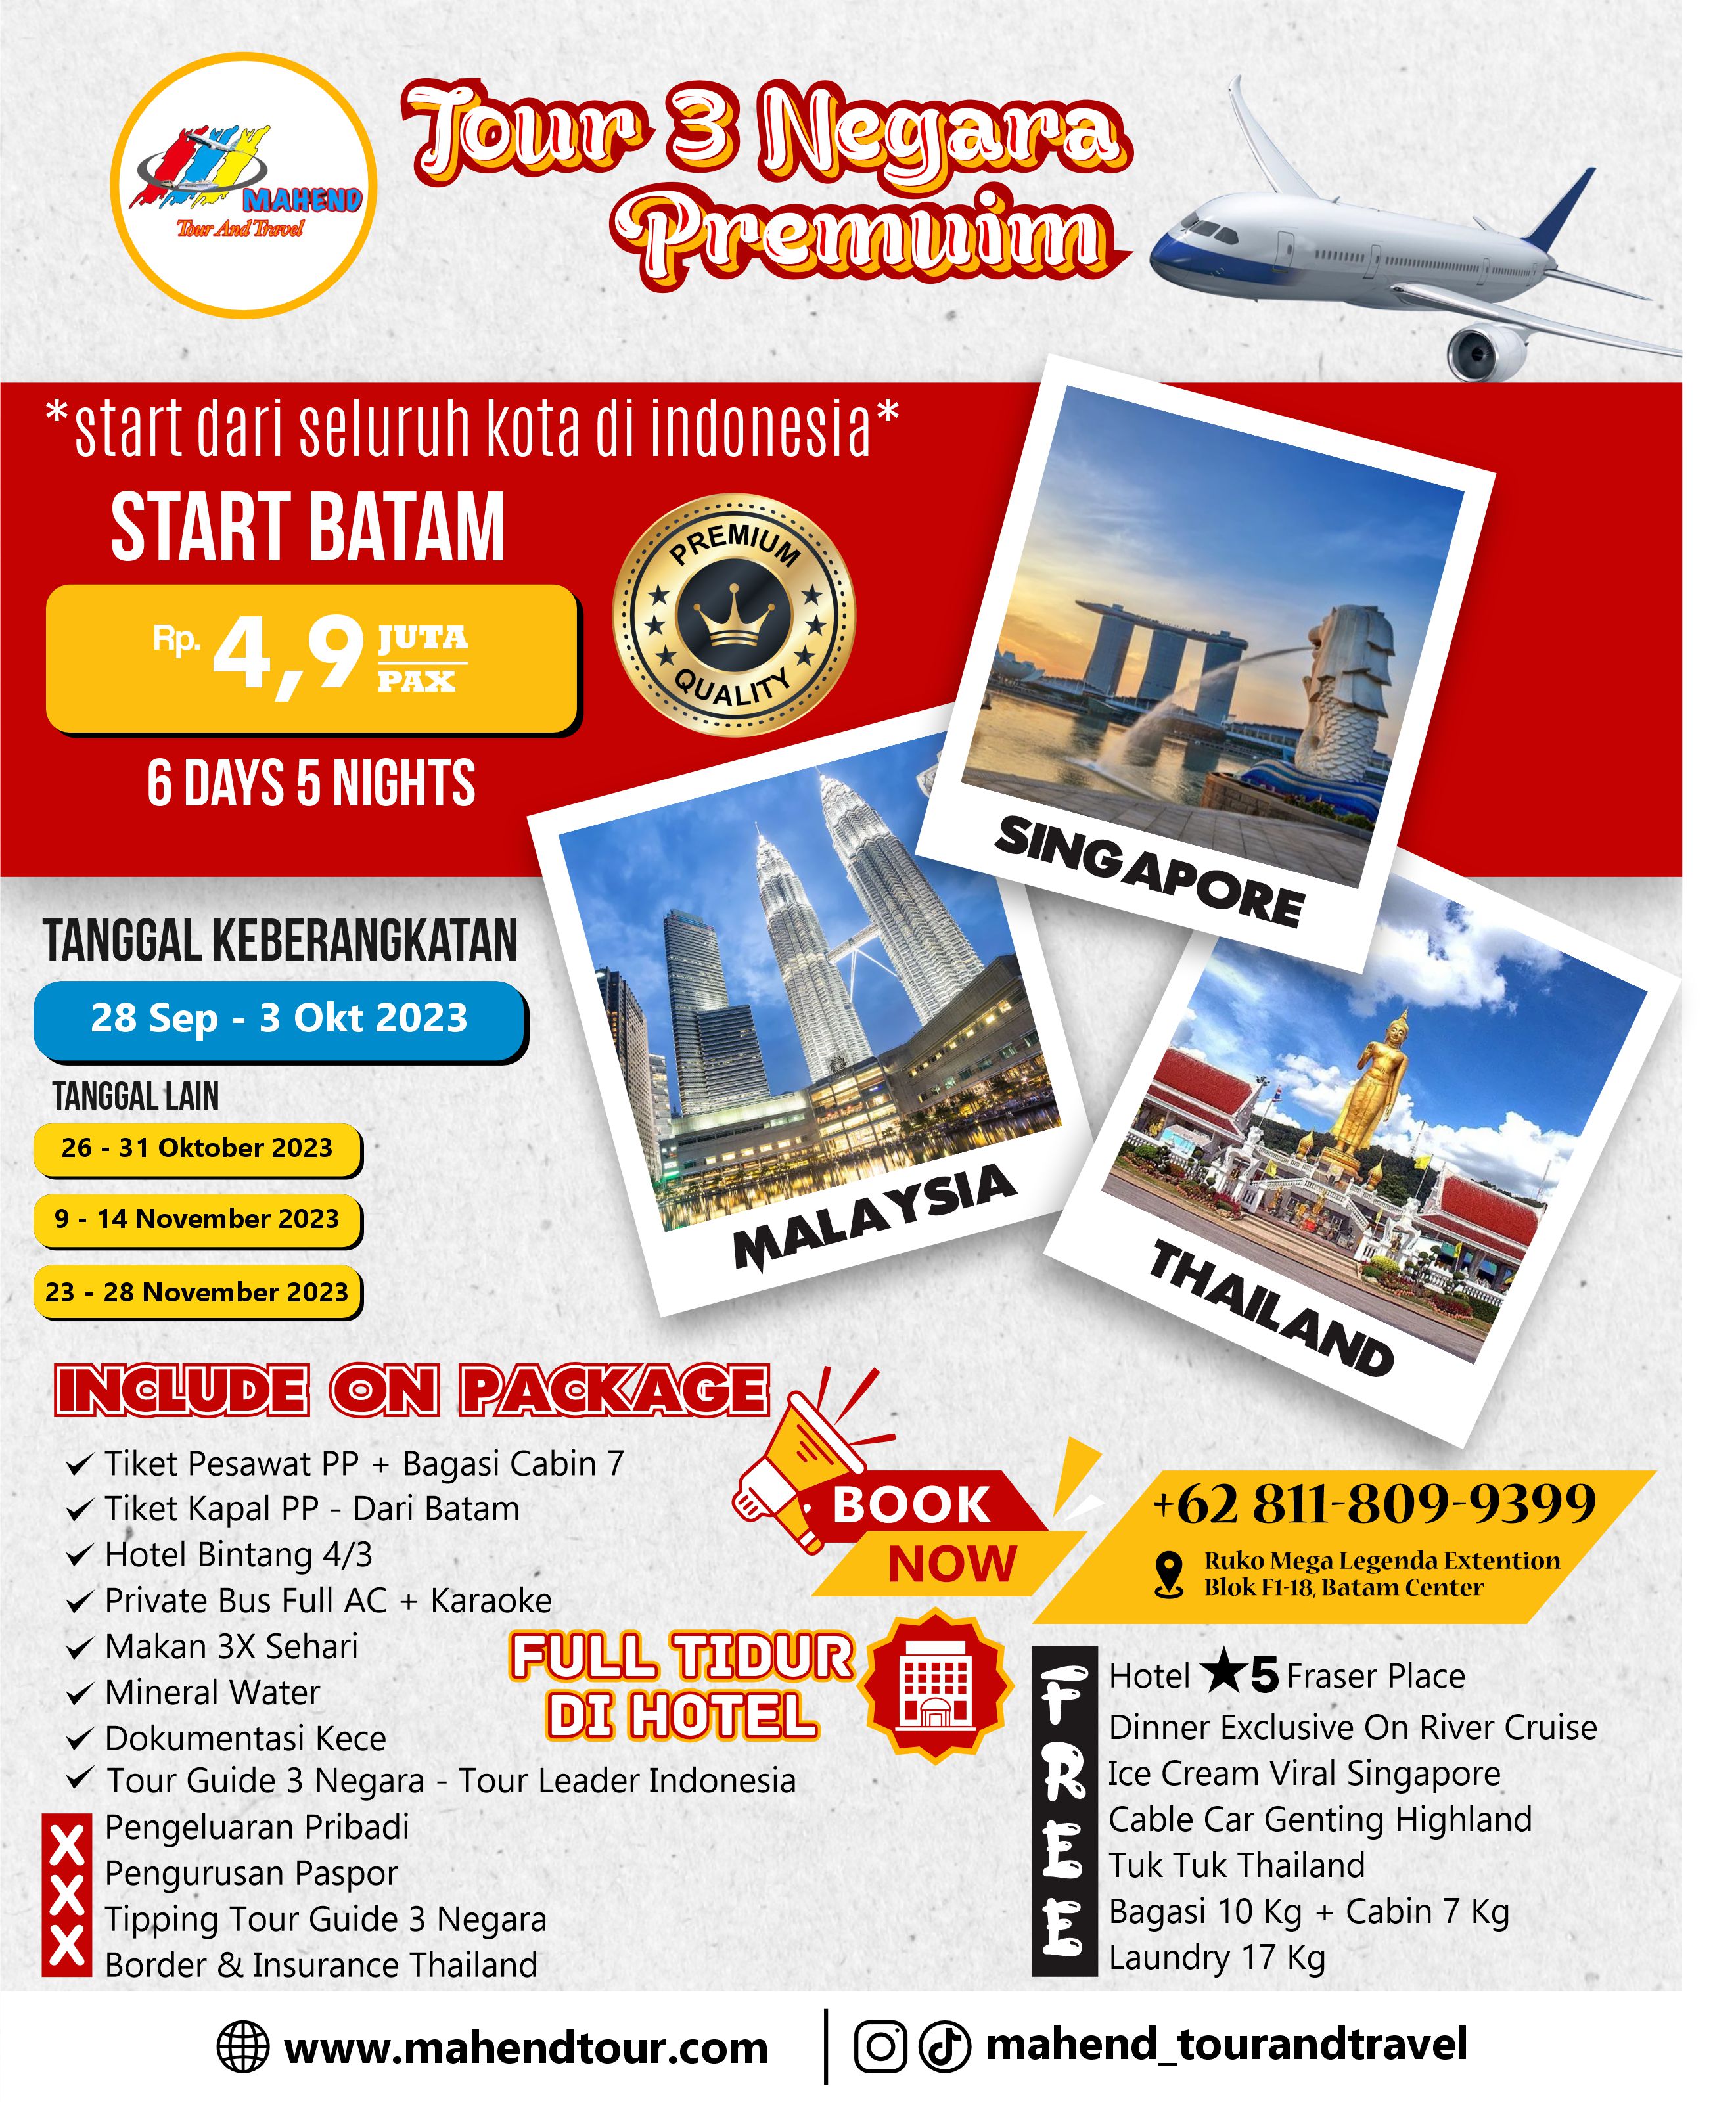 MAHEND
Tour And Travel
Tour 3 Negara
Premuim
*start dari seluruh kota di indonesia*
START BATAM
Rp. 4,9 JUTA
PAX
PREMIUM
QUALITY
6 DAYS 5 NIGHTS
SINGAPORE
MALAYSIA
THAILAND
TANGGAL KEBERANGKATAN
28 Sep - 3 Okt 2023
TANGGAL LAIN
26 - 31 Oktober 2023
9 - 14 November 2023
23 - 28 November 2023
INCLUDE ON PACKAGE
✓ Tiket Pesawat PP + Bagasi Cabin 7
✓ Tiket Kapal PP - Dari Batam
✓ Hotel Bintang 4/3
✓ Private Bus Full AC + Karaoke
✓ Makan 3X Sehari
✓ Mineral Water
✓ Dokumentasi Kece
✓ Tour Guide 3 Negara - Tour Leader Indonesia
X
X
X
Pengeluaran Pribadi
Pengurusan Paspor
Tipping Tour Guide 3 Negara
Border & Insurance Thailand
FULL TIDUR
DI HOTEL
BOOK
NOW
+62 811-809-9399
Ruko Mega Legenda Extention
Blok F1-18, Batam Center
FREE
Hotel ★5 Fraser Place
Dinner Exclusive On River Cruise
Ice Cream Viral Singapore
Cable Car Genting Highland
Tuk Tuk Thailand
Bagasi 10 Kg + Cabin 7 Kg
Laundry 17 Kg
www.mahendtour.com
mahend_tourandtravel